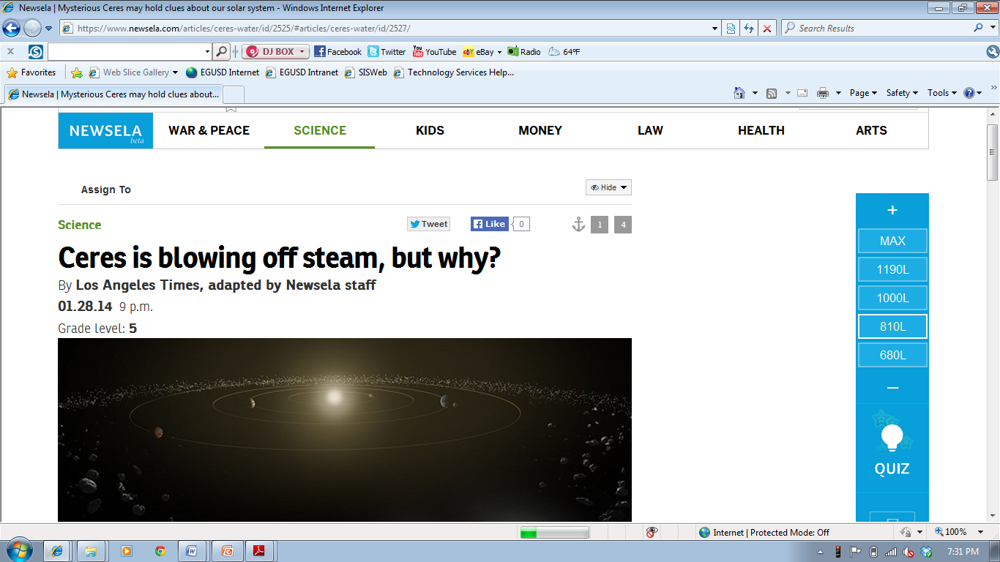 Newsela | Mysterious Ceres may hold clues about our solar system - Windows Internet Explorer
https://www.newsela.com/articles/ceres-water/id/2525/#articles/ceres-water/id/2527/
Search Results
x S DJ BOX Facebook Twitter You Tube YouTube ebY eBay Radio 64°F
Favorites Web Slice Gallery EGUSD Internet EGUSD Intranet SISWeb Technology Services Help...
Newsela | Mysterious Ceres may hold clues about... Page Safety Tools »
NEWSELA beta WAR & PEACE SCIENCE KIDS MONEY LAW HEALTH ARTS
Assign To Hide
Science Tweet Like 0 1 4
Ceres is blowing off steam, but why?
By Los Angeles Times, adapted by Newsela staff
01.28.14 9 p.m.
Grade level: 5
+
MAX
1190L
1000L
810L
680L
–
QUIZ
Internet | Protected Mode: Off 100%
7:31 PM